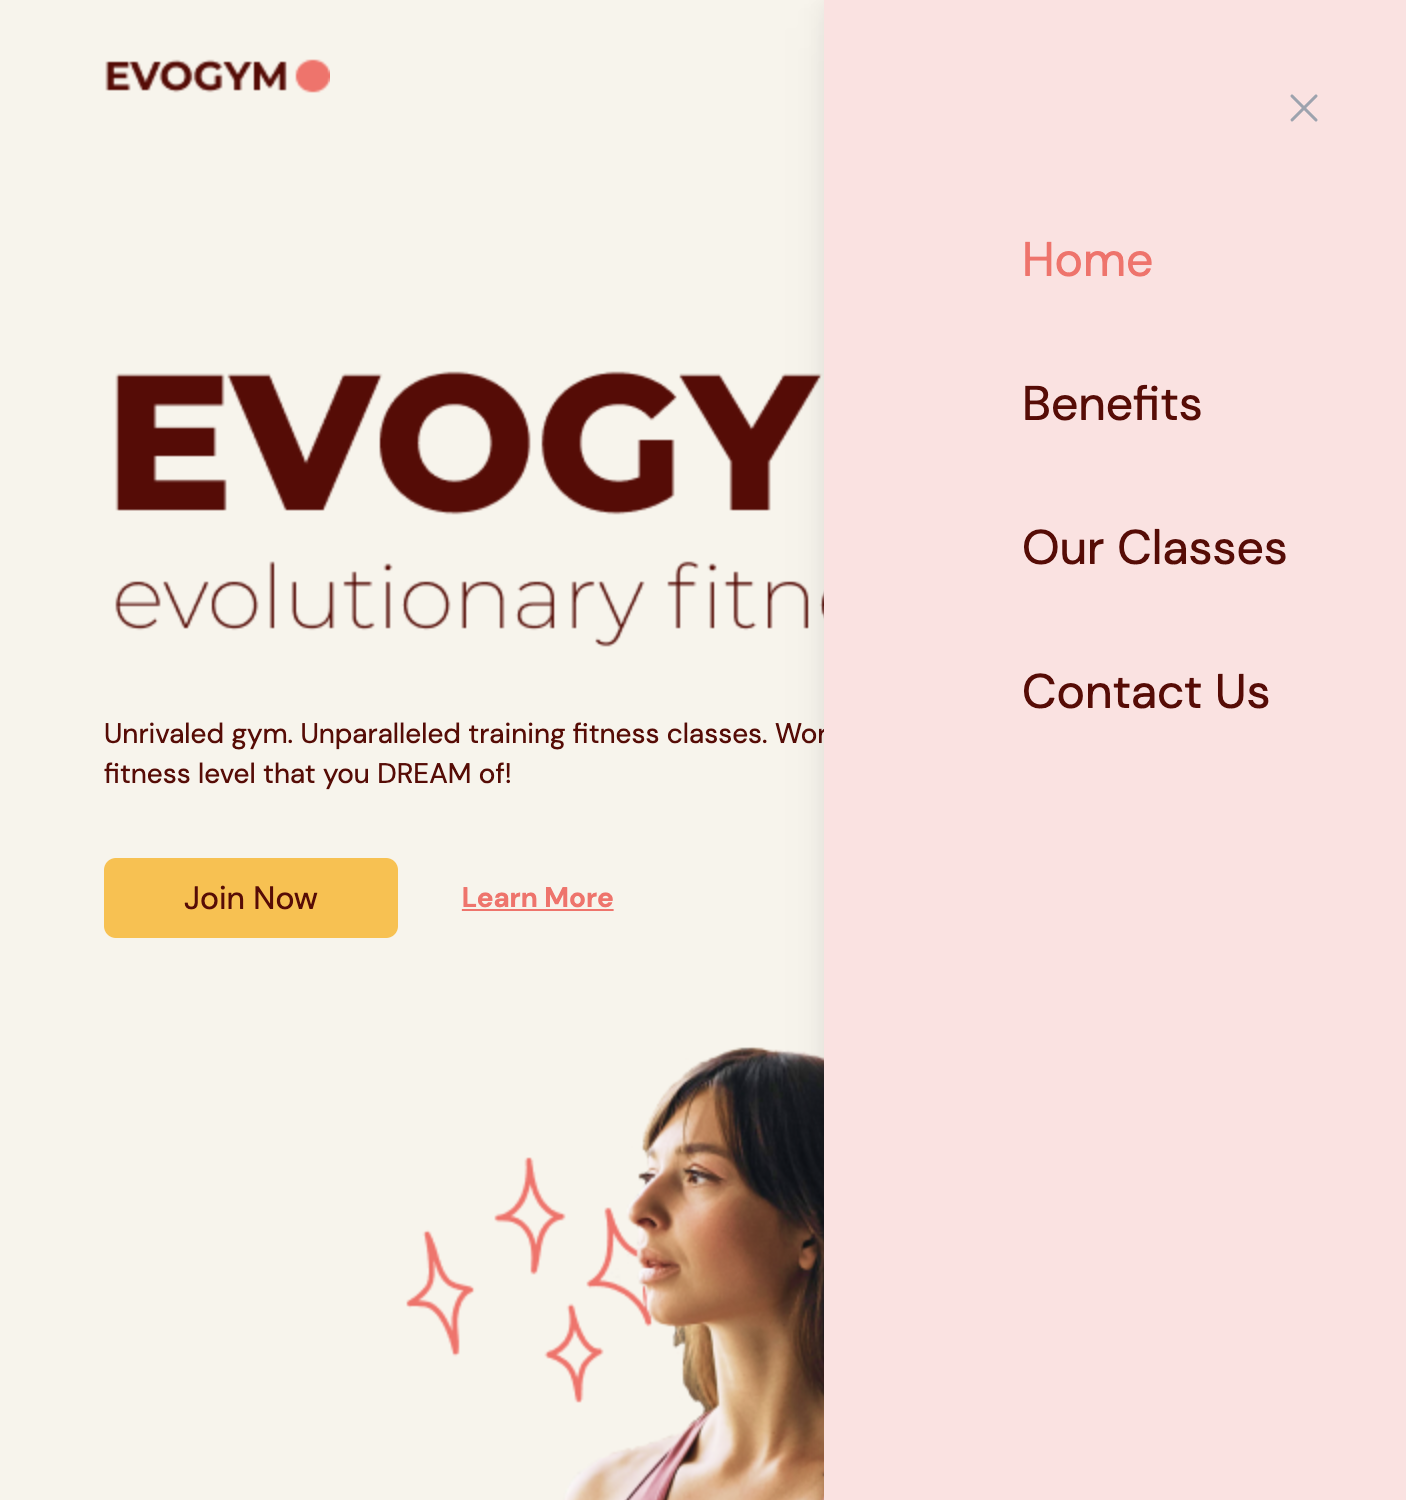 EVOGYM
EVOGY
evolutionary fitn
Unrivaled gym. Unparalleled training fitness classes. Wor
fitness level that you DREAM of!
Join Now
Learn More
Home
Benefits
Our Classes
Contact Us